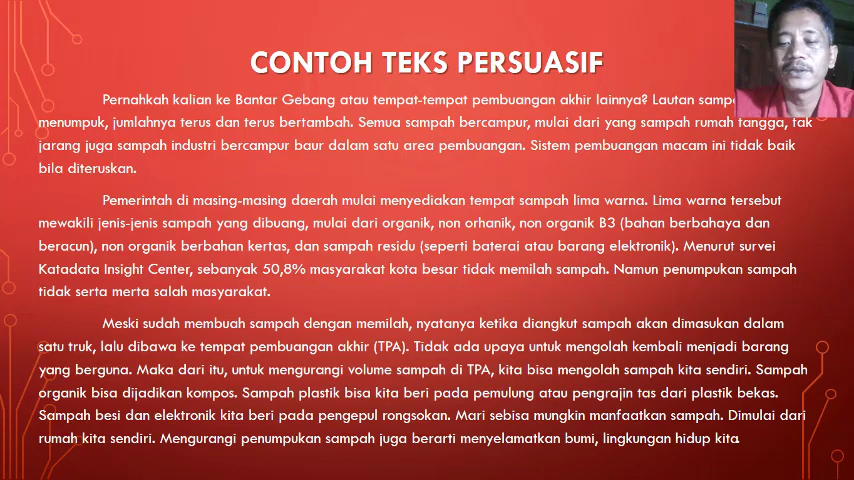 CONTOH TEKS PERSUASIF
Pernahkah kalian ke Bantar Gebang atau tempat-tempat pembuangan akhir lainnya? Lautan
menumpuk, jumlahnya terus dan terus bertambah. Semua sampah bercampur, mulai dari yang sampah rumah tangga, tak
jarang juga sampah industri bercampur baur dalam satu area pembuangan. Sistem pembuangan macam ini tidak baik
bila diteruskan.
Pemerintah di masing-masing daerah mulai menyediakan tempat sampah lima warna. Lima warna tersebut
mewakili jenis-jenis sampah yang dibuang, mulai dari organik, non orhanik, non organik B3 (bahan berbahaya dan
beracun), non organik berbahan kertas, dan sampah residu (seperti baterai atau barang elektronik). Menurut survei
Katadata Insight Center, sebanyak 50,8% masyarakat kota besar tidak memilah sampah. Namun penumpukan sampah
tidak serta merta salah masyarakat.
Meski sudah membuah sampah dengan memilah, nyatanya ketika diangkut sampah akan dimasukan dalam
satu truk, lalu dibawa ke tempat pembuangan akhir (TPA). Tidak ada upaya untuk mengolah kembali menjadi barang
yang berguna. Maka dari itu, untuk mengurangi volume sampah di TPA, kita bisa mengolah sampah kita sendiri. Sampah
organik bisa dijadikan kompos. Sampah plastik bisa kita beri pada pemulung atau pengrajin tas dari plastik bekas.
Sampah besi dan elektronik kita beri pada pengepul rongsokan. Mari sebisa mungkin manfaatkan sampah. Dimulai dari
rumah kita sendiri. Mengurangi penumpukan sampah juga berarti menyelamatkan bumi, lingkungan hidup kita.